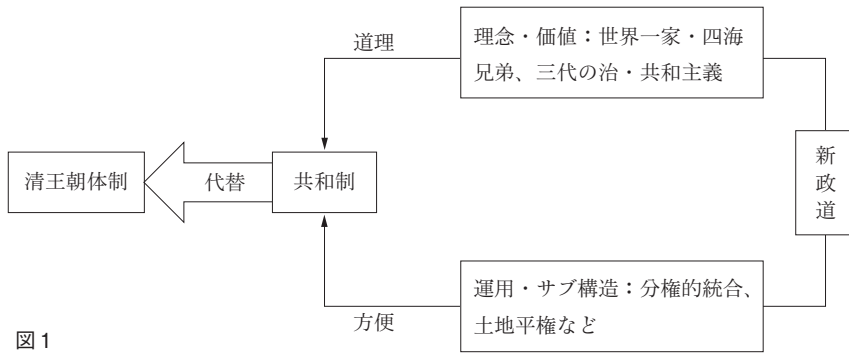 道理
理念・価値：世界一家・四海
兄弟、三代の治・共和主義
清王朝体制
代替
共和制
新政道
方便
運用・サブ構造：分権的統合、
土地平権など
図1